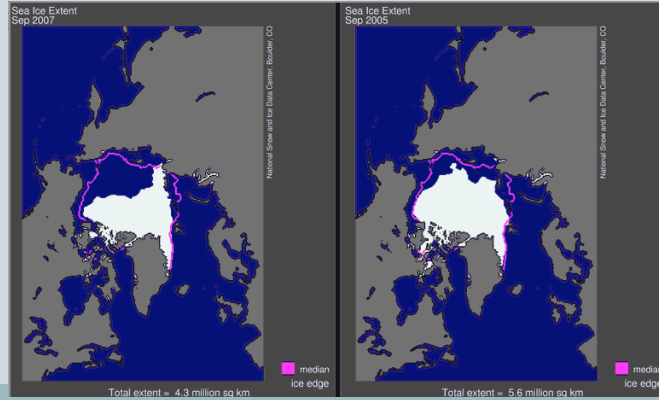 Sea Ice Extent
Sep 2007
National Snow and Ice Data Center, Boulder, CO
median
ice edge
Total extent = 4.3 million sq km
Sea Ice Extent
Sep 2005
National Snow and Ice Data Center, Boulder, CO
median
ice edge
Total extent = 5.6 million sq km